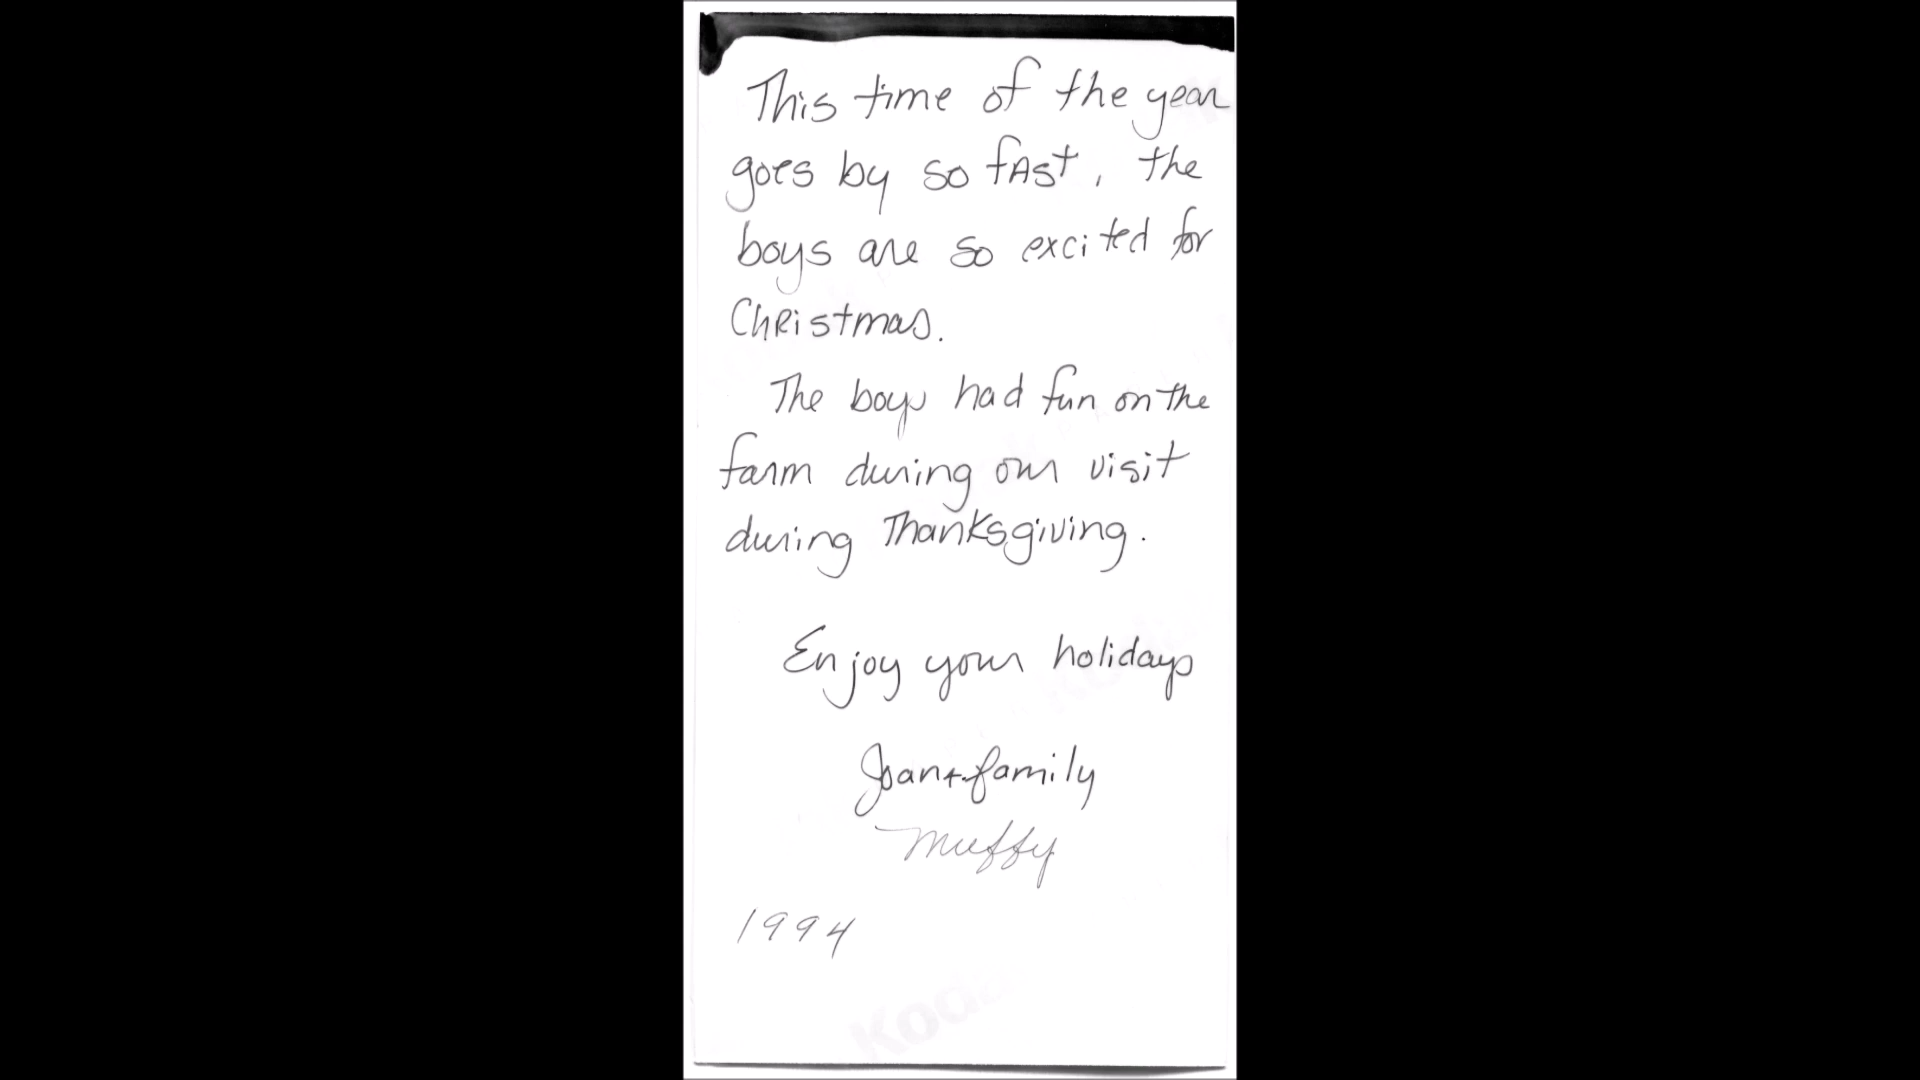 This time of the year
goes by so fast, the
boys are so excited for
Christmas.
The boys had fun on the
farm during our visit
during Thanksgiving.
Enjoy your holidays
Joan + family
Muffy
1994